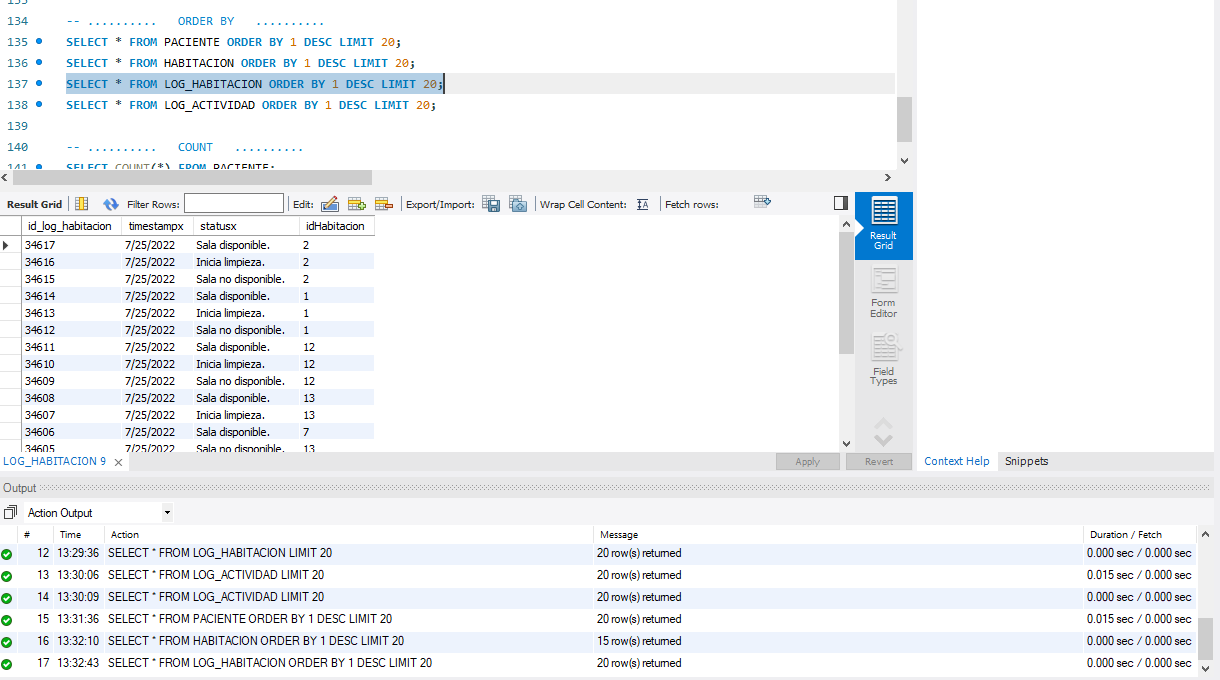 133
134 -- .......... ORDER BY ..........
135 SELECT * FROM PACIENTE ORDER BY 1 DESC LIMIT 20;
136 SELECT * FROM HABITACION ORDER BY 1 DESC LIMIT 20;
137 SELECT * FROM LOG_HABITACION ORDER BY 1 DESC LIMIT 20;
138 SELECT * FROM LOG_ACTIVIDAD ORDER BY 1 DESC LIMIT 20;
139
140 -- .......... COUNT ..........
141 SELECT COUNT(*) FROM PACIENTE;
Result Grid Filter Rows: Edit: Export/Import: Wrap Cell Content: IA Fetch rows:
id_log_habitacion timestampx statusx idHabitacion
34617 7/25/2022 Sala disponible. 2
34616 7/25/2022 Inicia limpieza. 2
34615 7/25/2022 Sala no disponible. 2
34614 7/25/2022 Sala disponible. 1
34613 7/25/2022 Inicia limpieza. 1
34612 7/25/2022 Sala no disponible. 1
34611 7/25/2022 Sala disponible. 12
34610 7/25/2022 Inicia limpieza. 12
34609 7/25/2022 Sala no disponible. 12
34608 7/25/2022 Sala disponible. 13
34607 7/25/2022 Inicia limpieza. 13
34606 7/25/2022 Sala disponible. 7
34605 7/25/2022 Sala no disponible. 13
Result
Grid
Form
Editor
Field
Types
LOG_HABITACION 9 Apply Revert Context Help Snippets
Output
Action Output
# Time Action Message Duration / Fetch
12 13:29:36 SELECT * FROM LOG_HABITACION LIMIT 20 20 row(s) returned 0.000 sec / 0.000 sec
13 13:30:06 SELECT * FROM LOG_ACTIVIDAD LIMIT 20 20 row(s) returned 0.015 sec / 0.000 sec
14 13:30:09 SELECT * FROM LOG_ACTIVIDAD LIMIT 20 20 row(s) returned 0.000 sec / 0.000 sec
15 13:31:36 SELECT * FROM PACIENTE ORDER BY 1 DESC LIMIT 20 20 row(s) returned 0.015 sec / 0.000 sec
16 13:32:10 SELECT * FROM HABITACION ORDER BY 1 DESC LIMIT 20 15 row(s) returned 0.000 sec / 0.000 sec
17 13:32:43 SELECT * FROM LOG_HABITACION ORDER BY 1 DESC LIMIT 20 20 row(s) returned 0.000 sec / 0.000 sec